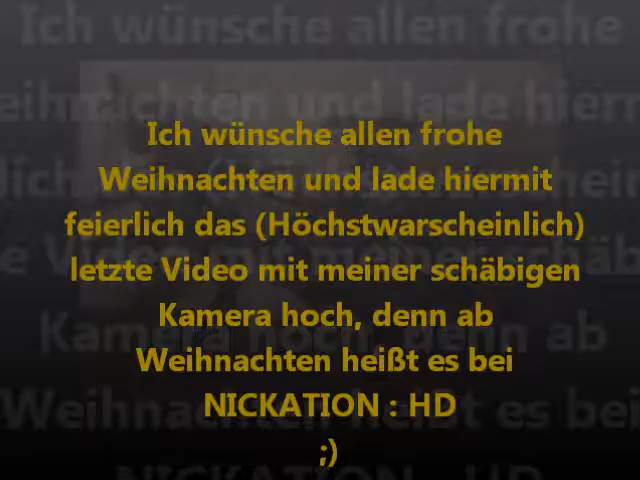 Ich wünsche allen frohe
Weihnachten und lade hiermit
feierlich das (Höchstwarscheinlich)
letzte Video mit meiner schäbigen
Kamera hoch, denn ab
Weihnachten heißt es bei
NICKATION : HD
;)